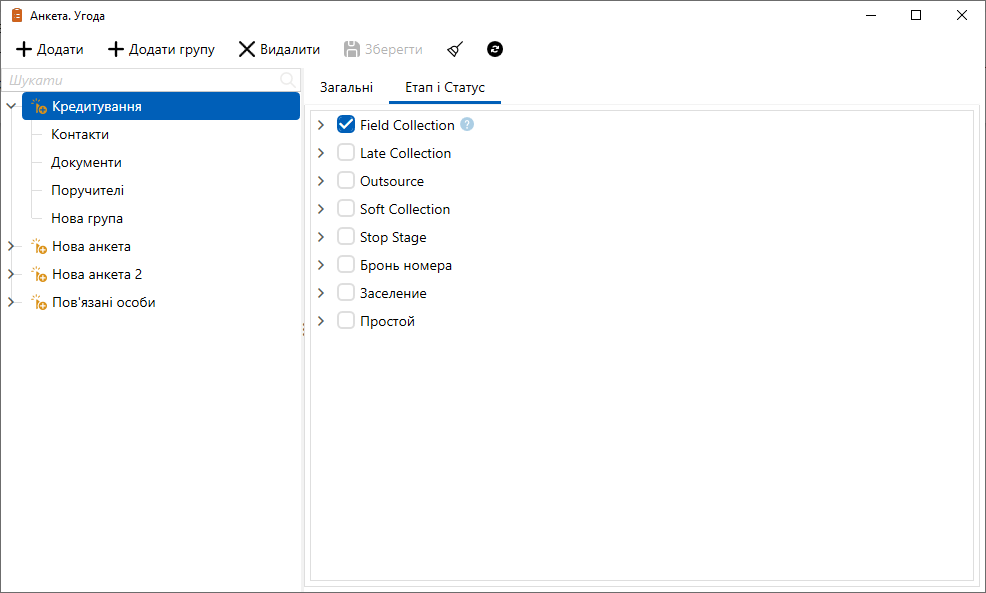 Анкета. Угода
Додати Додати групу Видалити Зберегти
Шукати
Кредитування
Контакти
Документи
Поручителі
Нова група
Нова анкета
Нова анкета 2
Пов'язані особи
Загальні Етап і Статус
Field Collection ?
Late Collection
Outsource
Soft Collection
Stop Stage
Бронь номера
Заселение
Простой